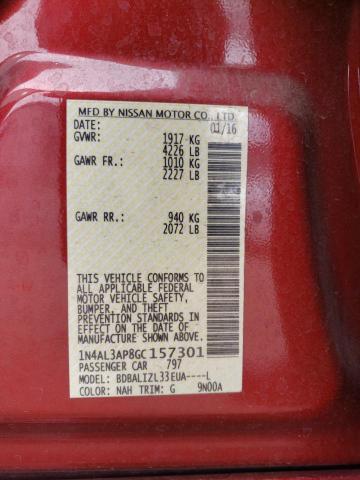 MFD BY NISSAN MOTOR CO., LTD
DATE: 01/16
GVWR: 1917 KG
4226 LB
GAWR FR.: 1010 KG
2227 LB
GAWR RR.: 940 KG
2072 LB
THIS VEHICLE CONFORMS TO
ALL APPLICABLE FEDERAL
MOTOR VEHICLE SAFETY,
BUMPER, AND THEFT
PREVENTION STANDARDS
IN EFFECT ON THE DATE OF
MANUFACTURE SHOWN ABOVE.
1N4AL3AP8GC157301
PASSENGER CAR 797
MODEL: BDBALIZL33EUA----L
COLOR: NAH TRIM: G 9N00A